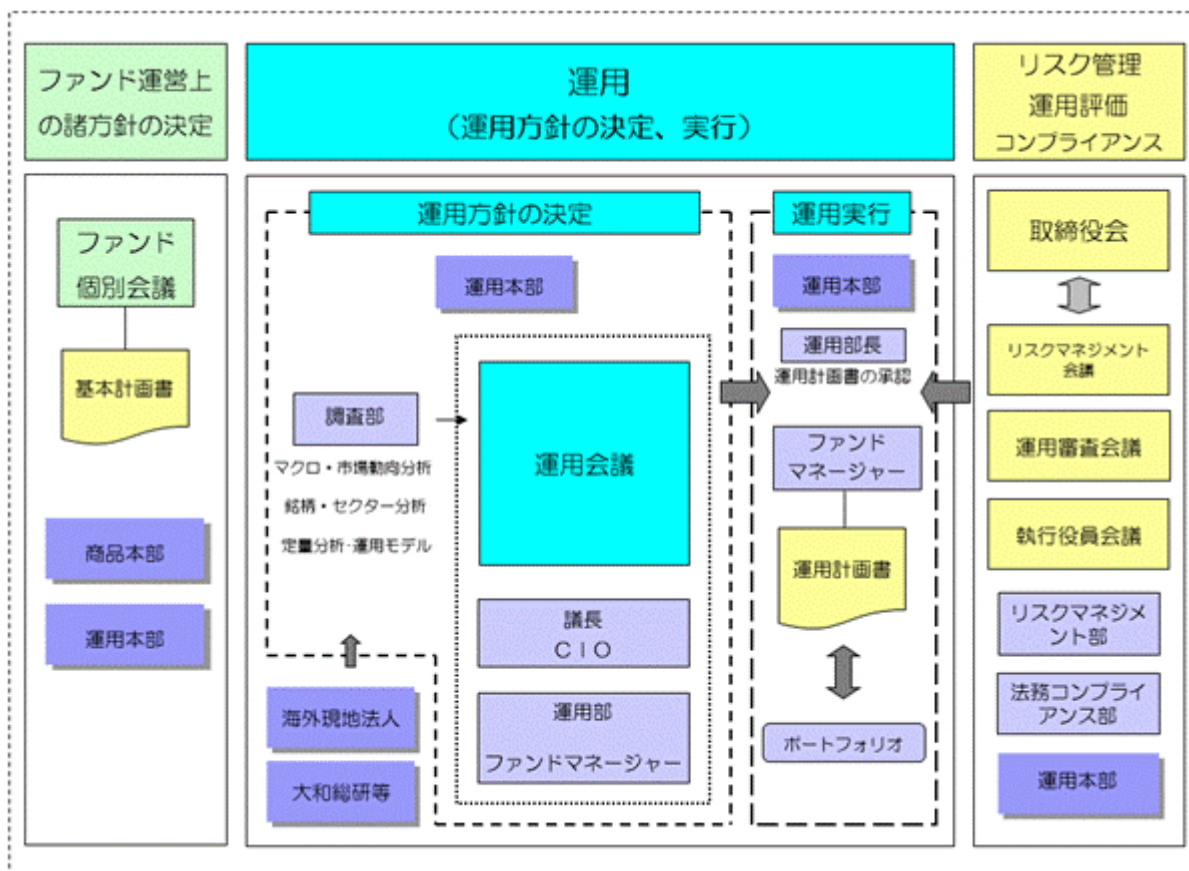 ファンド運営上
の諸方針の決定
運用
（運用方針の決定、実行）
リスク管理
運用評価
コンプライアンス
ファンド
個別会議
基本計画書
商品本部
運用本部
運用方針の決定
運用本部
調査部
マクロ・市場動向分析
銘柄・セクター分析
定量分析・運用モデル
海外現地法人
大和総研等
運用会議
議長
ＣＩＯ
運用部
ファンドマネージャー
運用実行
運用本部
運用部長
運用計画書の承認
ファンド
マネージャー
運用計画書
ポートフォリオ
取締役会
リスクマネジメント
会議
運用審査会議
執行役員会議
リスクマネジメ
ント部
法務コンプライ
アンス部
運用本部